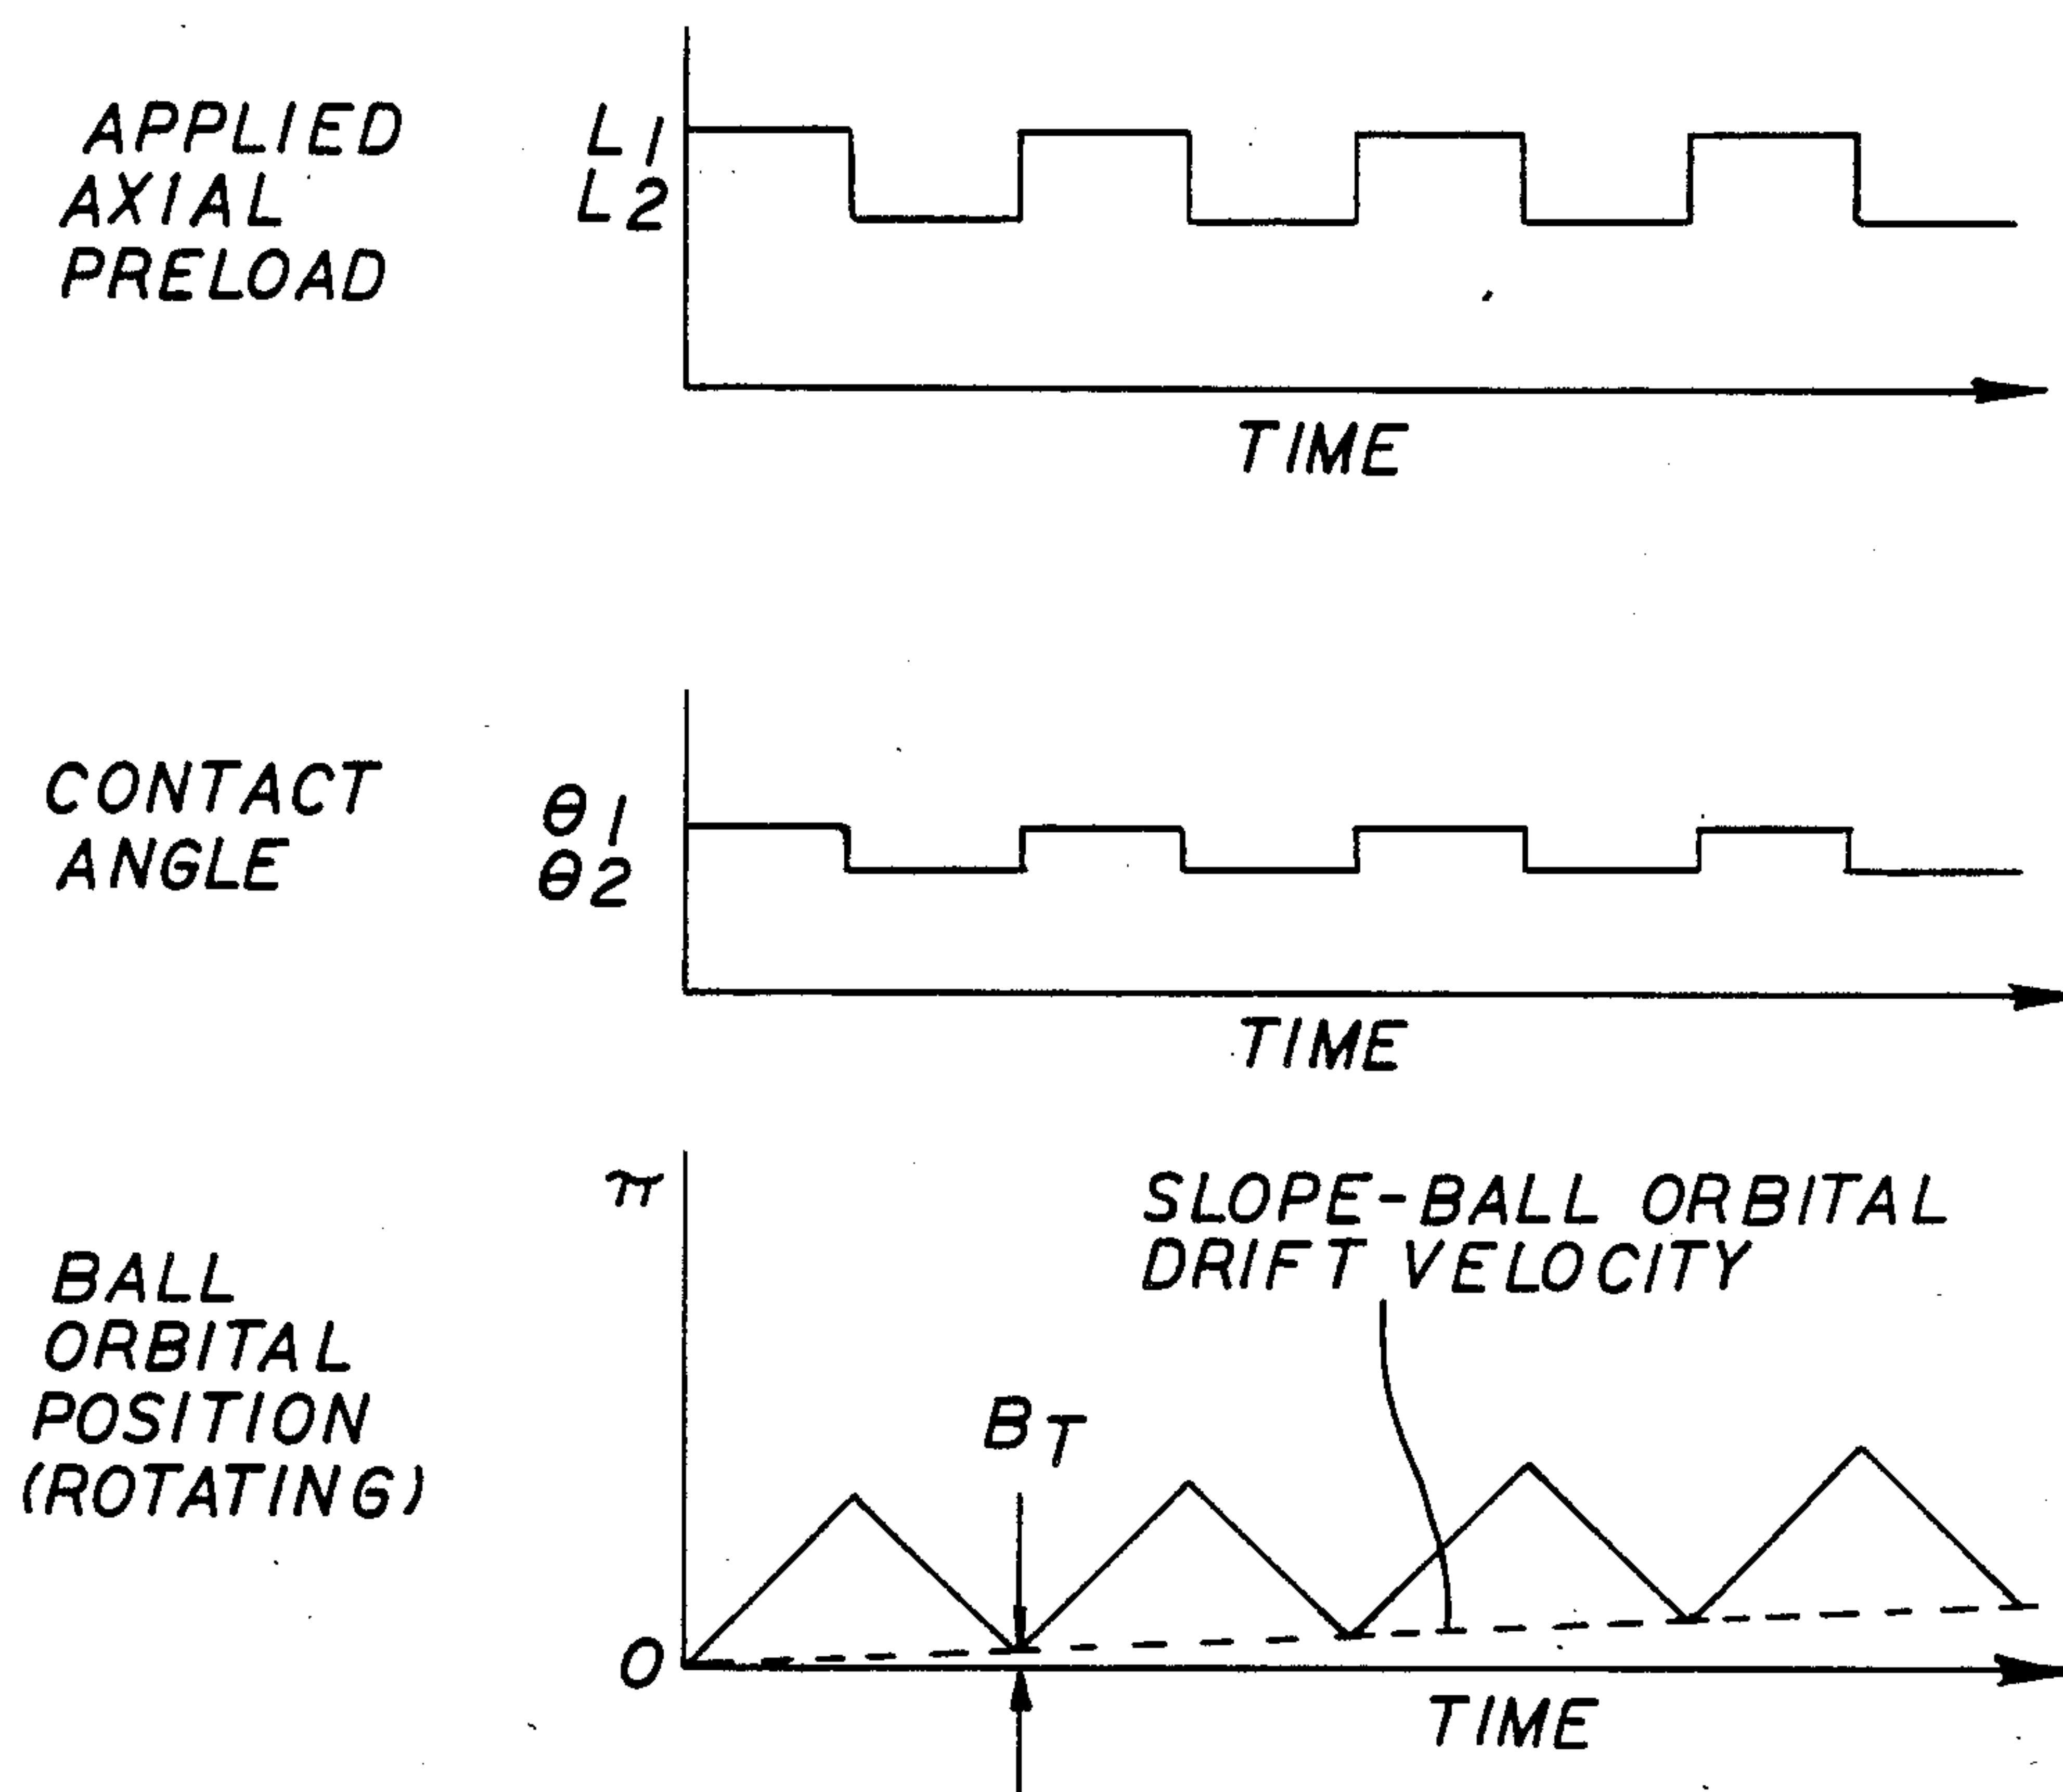 APPLIED
AXIAL
PRELOAD
L1
L2
TIME
CONTACT
ANGLE
θ1
θ2
TIME
π
SLOPE-BALL ORBITAL
DRIFT VELOCITY
BALL
ORBITAL
POSITION
(ROTATING)
BT
0
TIME